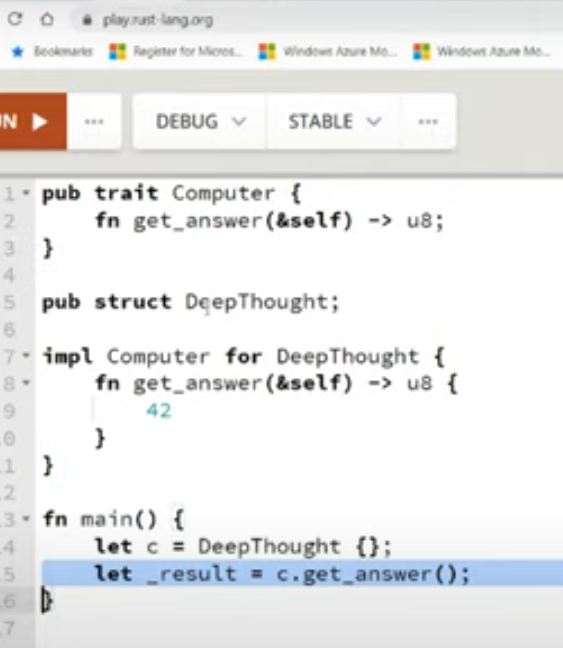 play.rust-lang.org
Bookmarks Register for Micros... Windows Azure Mo... Windows Azure Mo...
UN ... DEBUG STABLE ...
1 pub trait Computer {
2 fn get_answer(&self) -> u8;
3 }
4
5 pub struct DeepThought;
6
7 impl Computer for DeepThought {
8 fn get_answer(&self) -> u8 {
9 42
0 }
1 }
2
3 fn main() {
4 let c = DeepThought {};
5 let _result = c.get_answer();
6 }
7